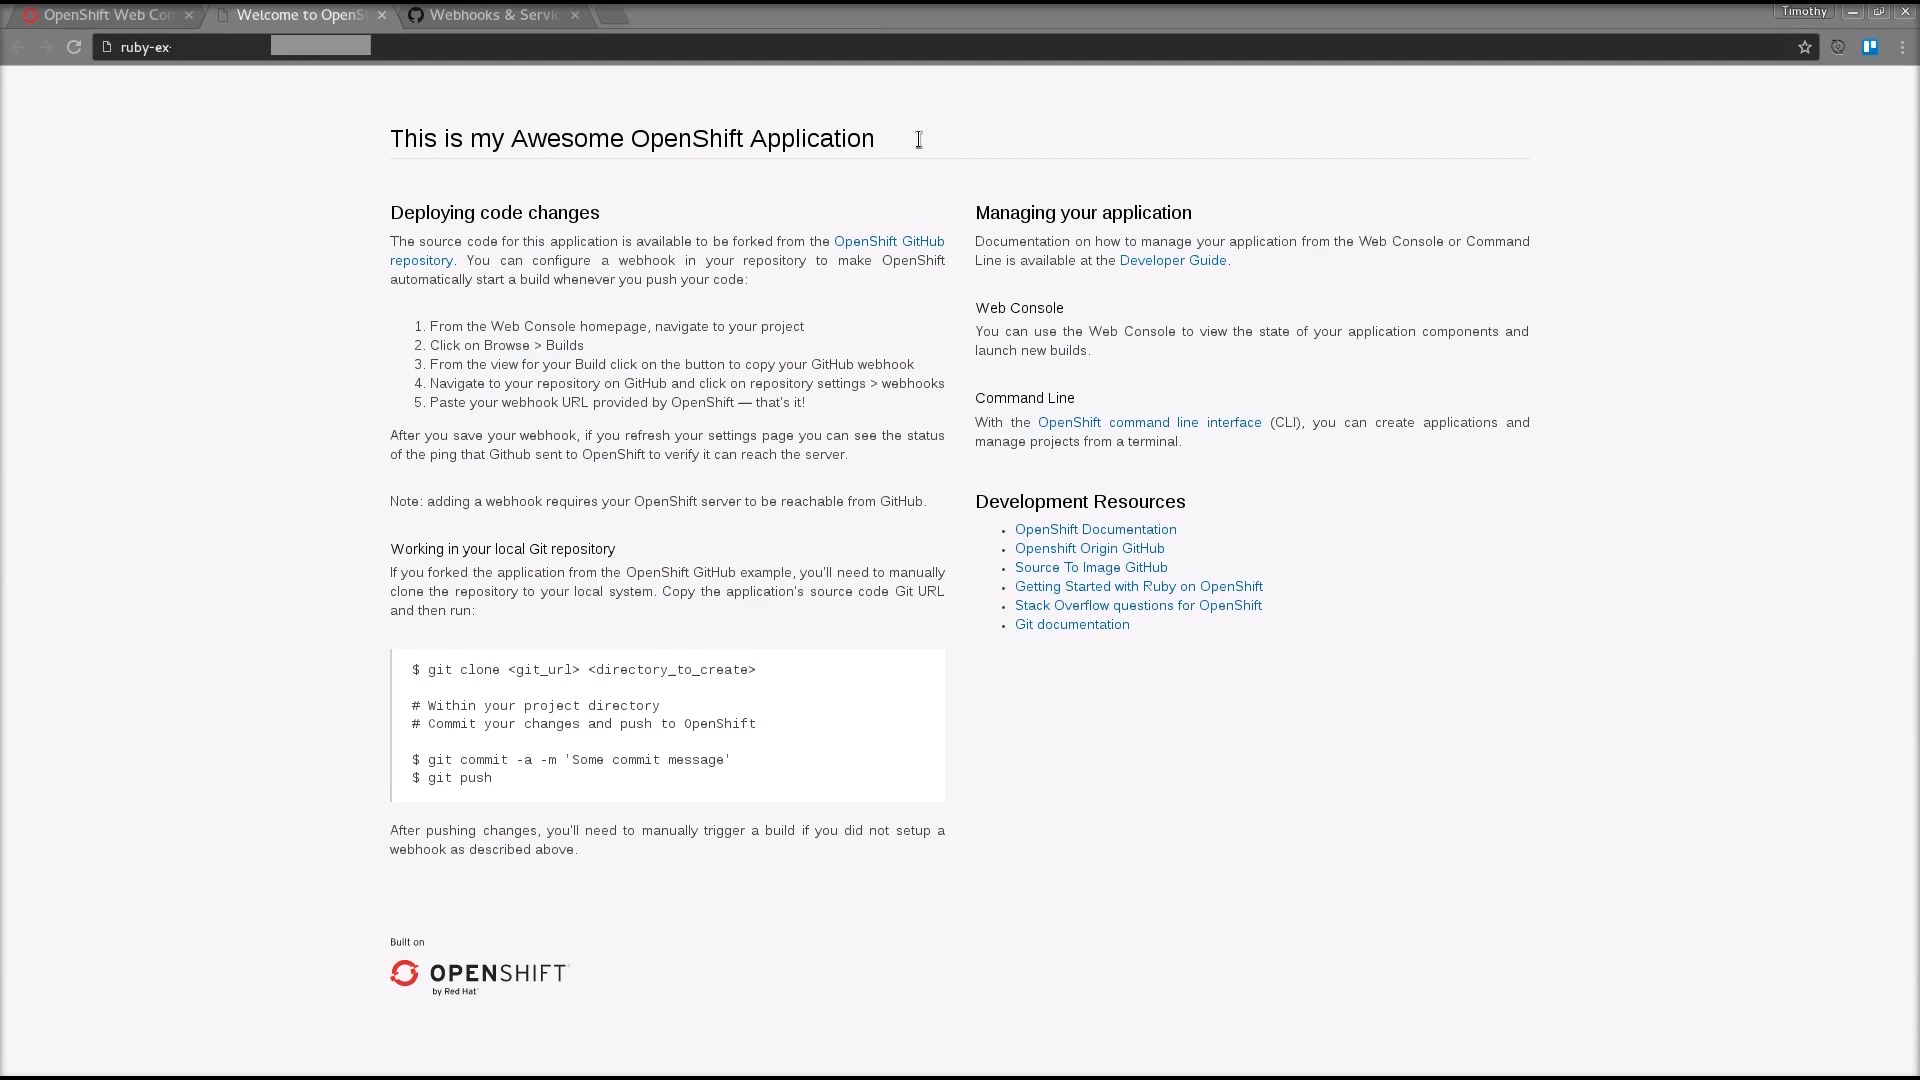 OpenShift Web Con
Welcome to OpenS
Webhooks & Servic
Timothy
ruby-ex
This is my Awesome OpenShift Application
Deploying code changes
The source code for this application is available to be forked from the OpenShift GitHub
repository. You can configure a webhook in your repository to make OpenShift
automatically start a build whenever you push your code:
1. From the Web Console homepage, navigate to your project
2. Click on Browse > Builds
3. From the view for your Build click on the button to copy your GitHub webhook
4. Navigate to your repository on GitHub and click on repository settings > webhooks
5. Paste your webhook URL provided by OpenShift — that's it!
After you save your webhook, if you refresh your settings page you can see the status
of the ping that Github sent to OpenShift to verify it can reach the server.
Note: adding a webhook requires your OpenShift server to be reachable from GitHub.
Working in your local Git repository
If you forked the application from the OpenShift GitHub example, you'll need to manually
clone the repository to your local system. Copy the application's source code Git URL
and then run:
$ git clone <git_url> <directory_to_create>
# Within your project directory
# Commit your changes and push to OpenShift
$ git commit -a -m 'Some commit message'
$ git push
After pushing changes, you'll need to manually trigger a build if you did not setup a
webhook as described above.
Managing your application
Documentation on how to manage your application from the Web Console or Command
Line is available at the Developer Guide.
Web Console
You can use the Web Console to view the state of your application components and
launch new builds.
Command Line
With the OpenShift command line interface (CLI), you can create applications and
manage projects from a terminal.
Development Resources
• OpenShift Documentation
• Openshift Origin GitHub
• Source To Image GitHub
• Getting Started with Ruby on OpenShift
• Stack Overflow questions for OpenShift
• Git documentation
Built on
OPENSHIFT
by Red Hat